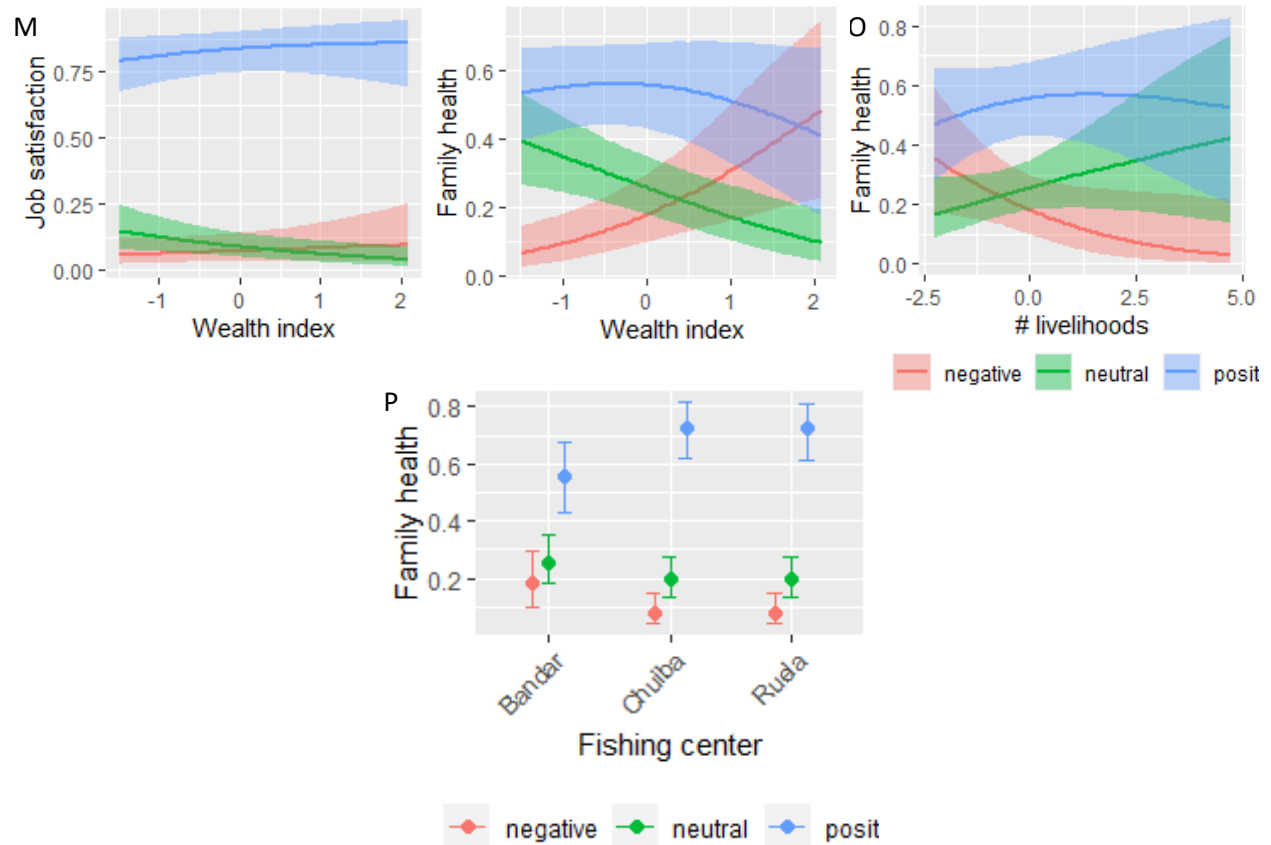 M
Job satisfaction
0.75
0.50
0.25
0.00
-1 0 1 2
Wealth index
Family health
0.6
0.4
0.2
0.0
-1 0 1 2
Wealth index
O
Family health
0.8
0.6
0.4
0.2
0.0
-2.5 0.0 2.5 5.0
# livelihoods
negative neutral posit
P
Family health
0.8
0.6
0.4
0.2
Bandar Chuiba Ruela
Fishing center
negative neutral posit